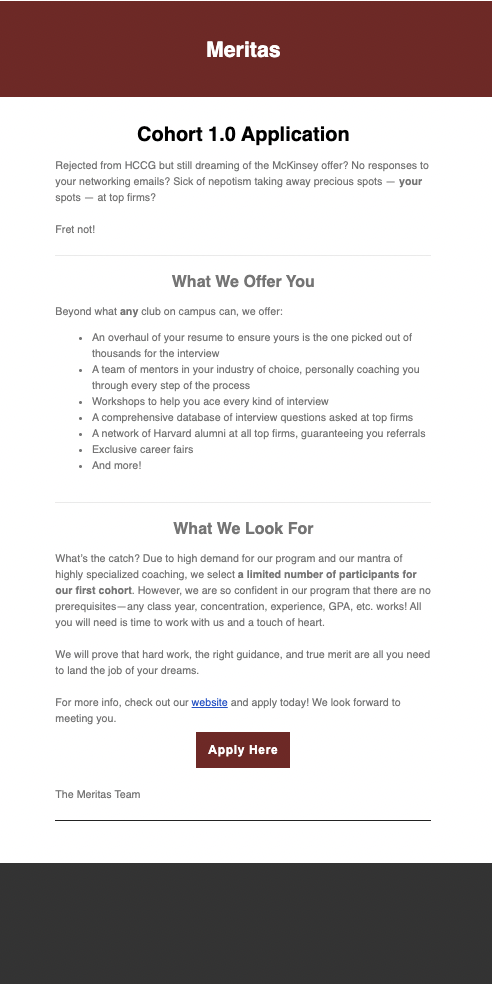 Meritas
Cohort 1.0 Application
Rejected from HCCG but still dreaming of the McKinsey offer? No responses to
your networking emails? Sick of nepotism taking away precious spots — your
spots — at top firms?
Fret not!
What We Offer You
Beyond what any club on campus can, we offer:
• An overhaul of your resume to ensure yours is the one picked out of
thousands for the interview
• A team of mentors in your industry of choice, personally coaching you
through every step of the process
• Workshops to help you ace every kind of interview
• A comprehensive database of interview questions asked at top firms
• A network of Harvard alumni at all top firms, guaranteeing you referrals
• Exclusive career fairs
• And more!
What We Look For
What's the catch? Due to high demand for our program and our mantra of
highly specialized coaching, we select a limited number of participants for
our first cohort. However, we are so confident in our program that there are no
prerequisites—any class year, concentration, experience, GPA, etc. works! All
you will need is time to work with us and a touch of heart.
We will prove that hard work, the right guidance, and true merit are all you need
to land the job of your dreams.
For more info, check out our website and apply today! We look forward to
meeting you.
Apply Here
The Meritas Team